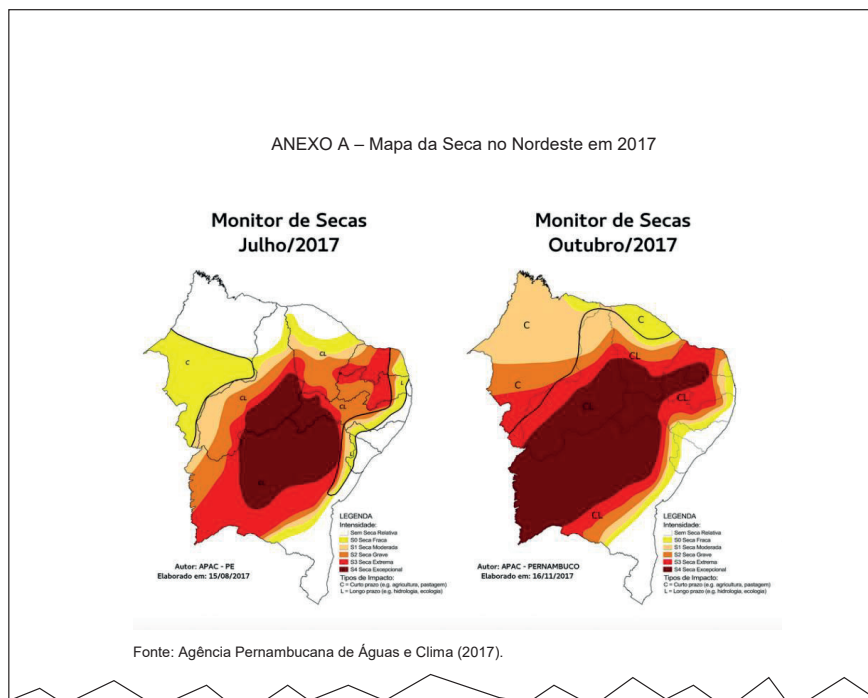 ANEXO A – Mapa da Seca no Nordeste em 2017
Monitor de Secas
Julho/2017
C
CL
CL
CL
CL
L
L
LEGENDA
Intensidade:
Sem Seca Relativa
S0 Seca Fraca
S1 Seca Moderada
S2 Seca Grave
S3 Seca Extrema
S4 Seca Excepcional
Tipos de Impacto:
C = Curto prazo (e.g. agricultura, pastagem)
L = Longo prazo (e.g. hidrologia, ecologia)
Autor: APAC - PE
Elaborado em: 15/08/2017
Monitor de Secas
Outubro/2017
C
C
C
CL
CL
CL
CL
LEGENDA
Intensidade:
Sem Seca Relativa
S0 Seca Fraca
S1 Seca Moderada
S2 Seca Grave
S3 Seca Extrema
S4 Seca Excepcional
Tipos de Impacto:
C = Curto prazo (e.g. agricultura, pastagem)
L = Longo prazo (e.g. hidrologia, ecologia)
Autor: APAC - PERNAMBUCO
Elaborado em: 16/11/2017
Fonte: Agência Pernambucana de Águas e Clima (2017).